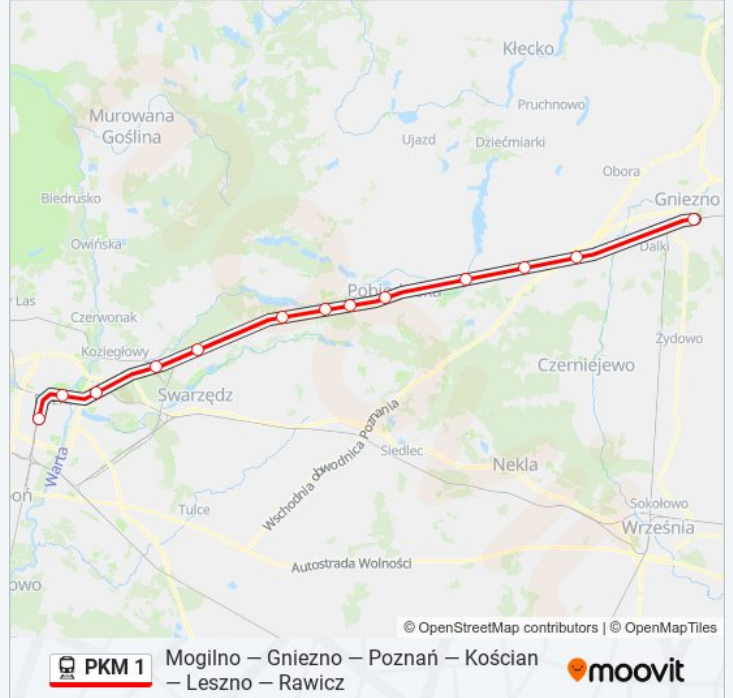 Kłecko
Pruchnowo
Murowana
Goślina
Ujazd
Dziećmiarki
Obora
Biedrusko
Gniezno
Owińska
Dalki
y Las
Czerwonak
Żydowo
Koziegłowy
Czerniejewo
Swarzędz
Warta
Siedlec
Nekla
oń
Wschodnia obwodnica Poznania
Tulce
Sokołowo
Września
Autostrada Wolności
owo
© OpenStreetMap contributors | © OpenMapTiles
PKM 1
Mogilno — Gniezno — Poznań — Kościan
— Leszno — Rawicz
moovit